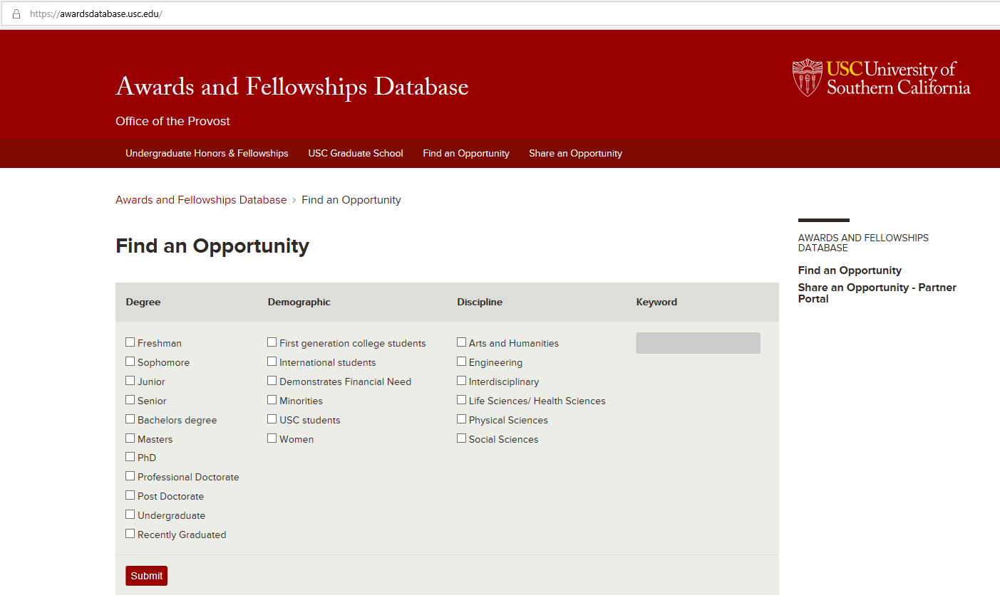 https://awardsdatabase.usc.edu/
Awards and Fellowships Database
USC University of
Southern California
Office of the Provost
Undergraduate Honors & Fellowships USC Graduate School Find an Opportunity Share an Opportunity
Awards and Fellowships Database › Find an Opportunity
Find an Opportunity
Degree Demographic Discipline Keyword
Freshman First generation college students Arts and Humanities
Sophomore International students Engineering
Junior Demonstrates Financial Need Interdisciplinary
Senior Minorities Life Sciences/ Health Sciences
Bachelors degree USC students Physical Sciences
Masters Women Social Sciences
PhD
Professional Doctorate
Post Doctorate
Undergraduate
Recently Graduated
Submit
AWARDS AND FELLOWSHIPS
DATABASE
Find an Opportunity
Share an Opportunity - Partner
Portal